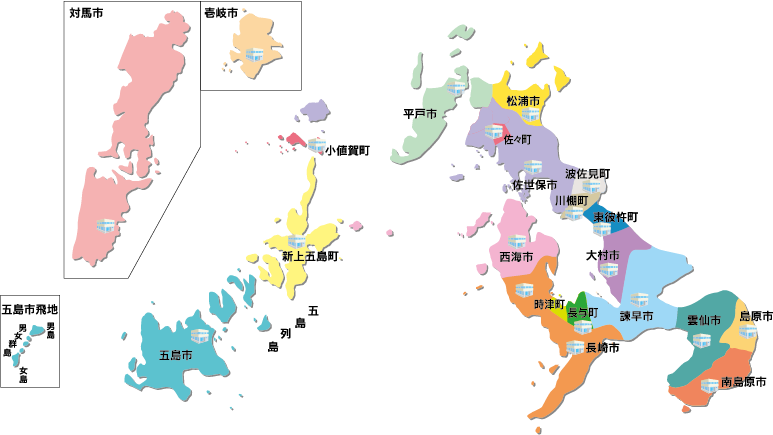 対馬市
壱岐市
平戸市
松浦市
佐々町
小値賀町
佐世保市
波佐見町
川棚町
東彼杵町
新上五島町
西海市
大村市
五島市飛地
男島
男女群島
女島
五島列島
時津町
長与町
諫早市
雲仙市
島原市
五島市
長崎市
南島原市